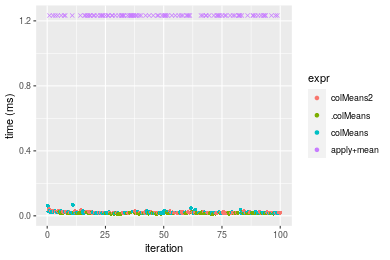 1.2
0.8
0.4
0.0
time (ms)
0
25
50
75
100
iteration
expr
colMeans2
.colMeans
colMeans
apply+mean